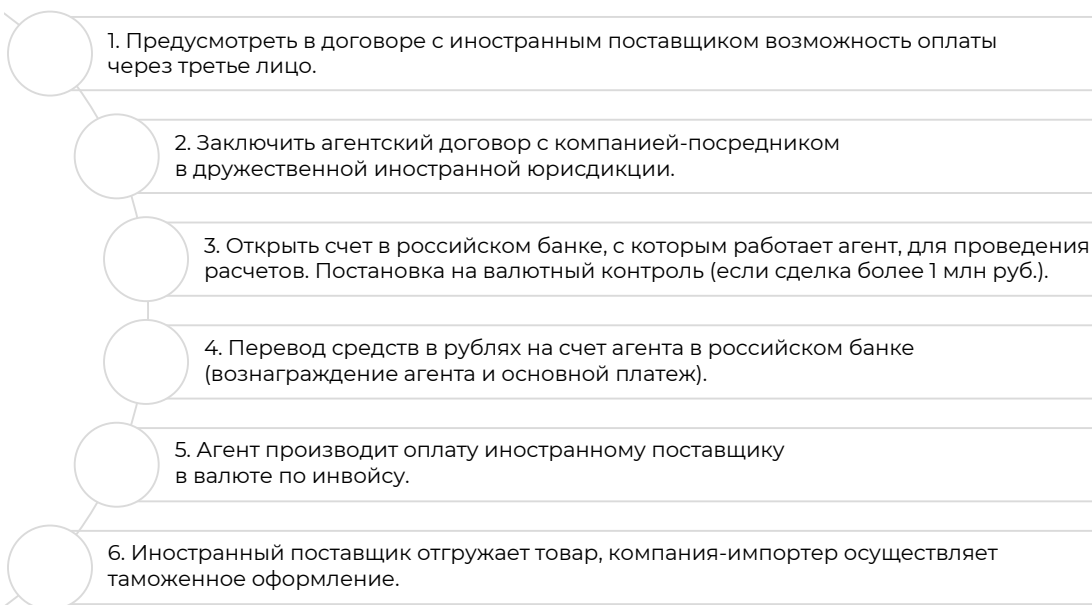 1. Предусмотреть в договоре с иностранным поставщиком возможность оплаты
через третье лицо.
2. Заключить агентский договор с компанией-посредником
в дружественной иностранной юрисдикции.
3. Открыть счет в российском банке, с которым работает агент, для проведения
расчетов. Постановка на валютный контроль (если сделка более 1 млн руб.).
4. Перевод средств в рублях на счет агента в российском банке
(вознаграждение агента и основной платеж).
5. Агент производит оплату иностранному поставщику
в валюте по инвойсу.
6. Иностранный поставщик отгружает товар, компания-импортер осуществляет
таможенное оформление.